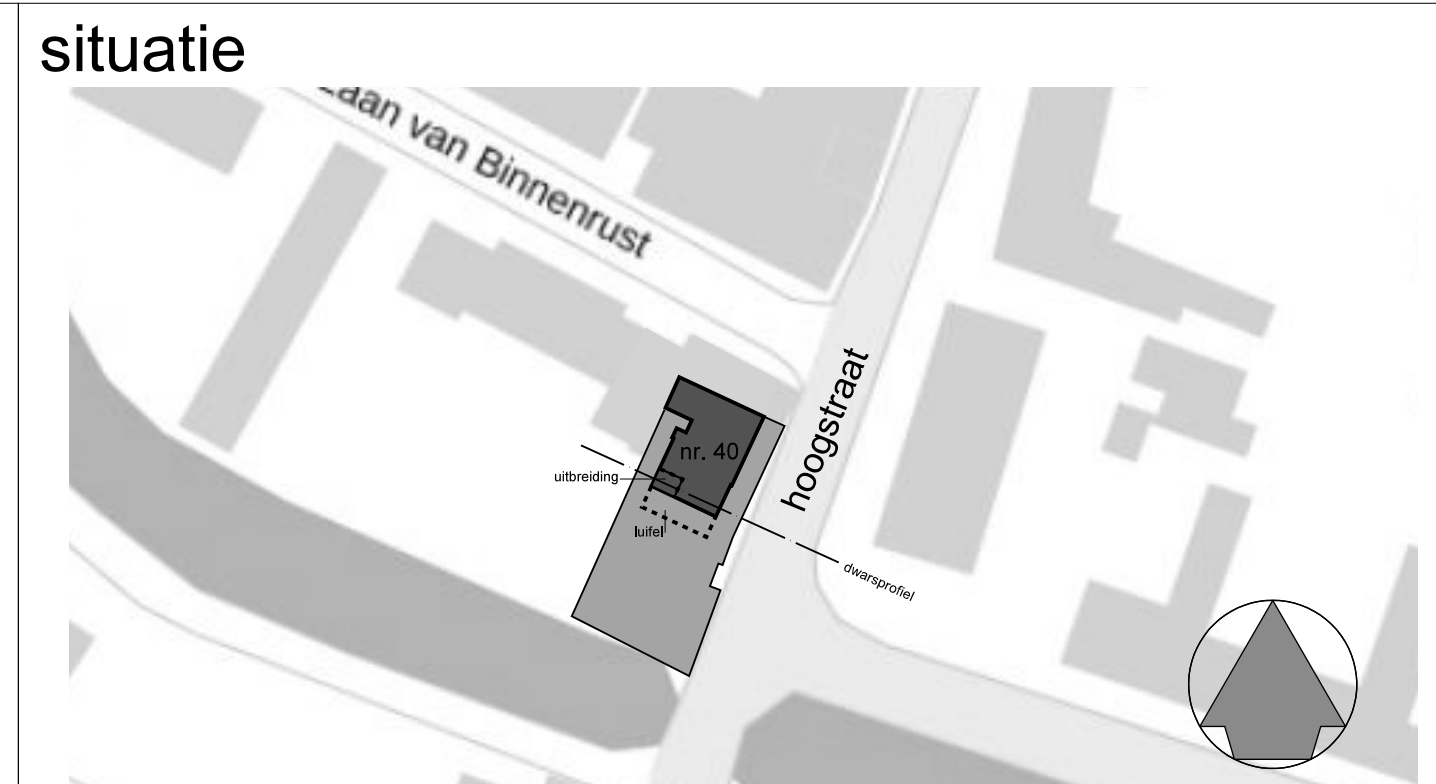 situatie
Laan van Binnenrust
hoogstraat
nr. 40
uitbreiding
luifel
dwarsprofiel